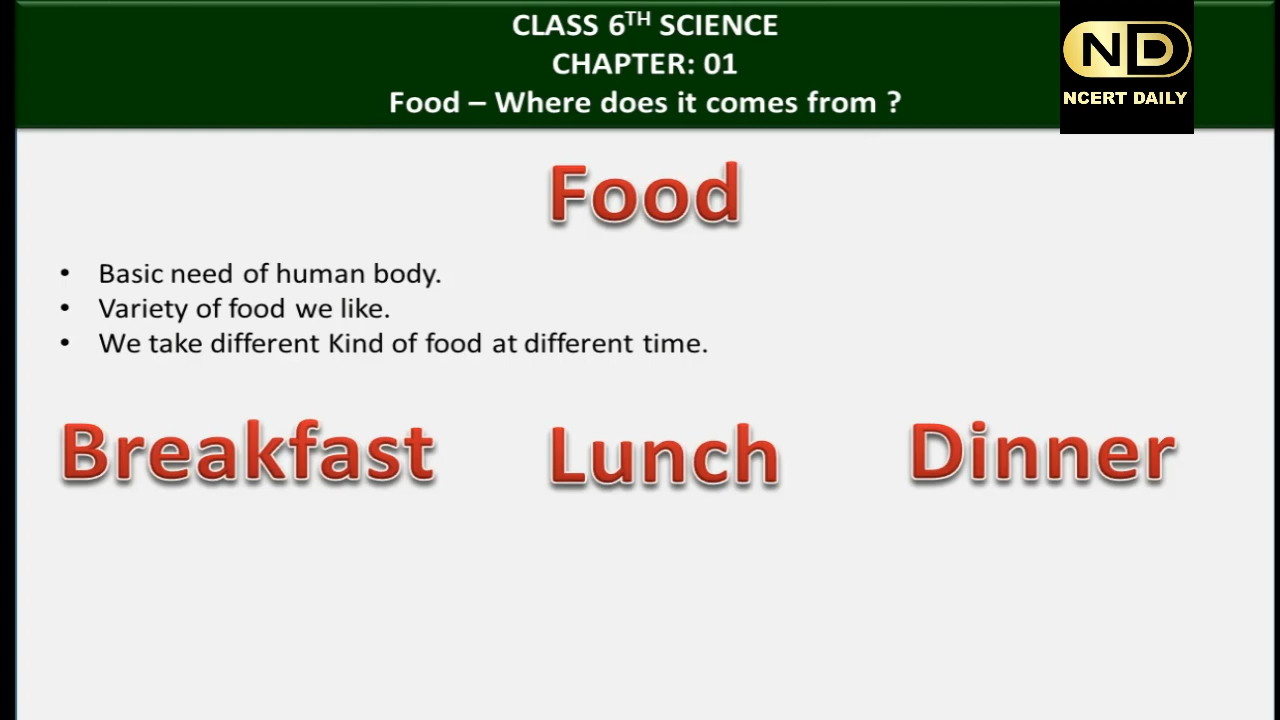 CLASS 6TH SCIENCE
CHAPTER: 01
Food – Where does it comes from ?
ND
NCERT DAILY
Food
• Basic need of human body.
• Variety of food we like.
• We take different Kind of food at different time.
Breakfast Lunch Dinner